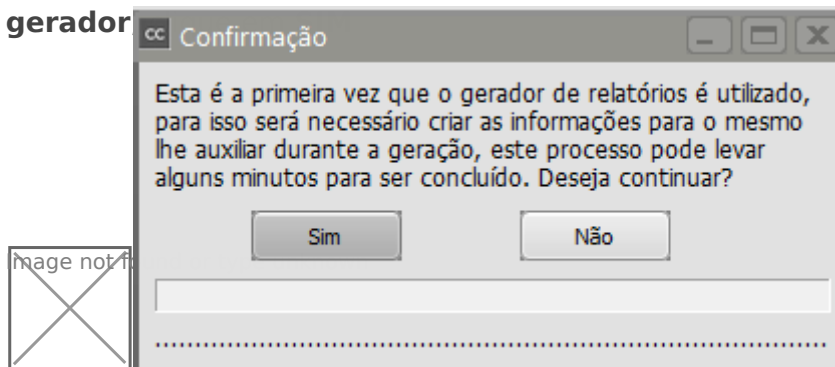 gerador
cc Confirmação
Esta é a primeira vez que o gerador de relatórios é utilizado,
para isso será necessário criar as informações para o mesmo
lhe auxiliar durante a geração, este processo pode levar
alguns minutos para ser concluído. Deseja continuar?
Sim Não
Image not f